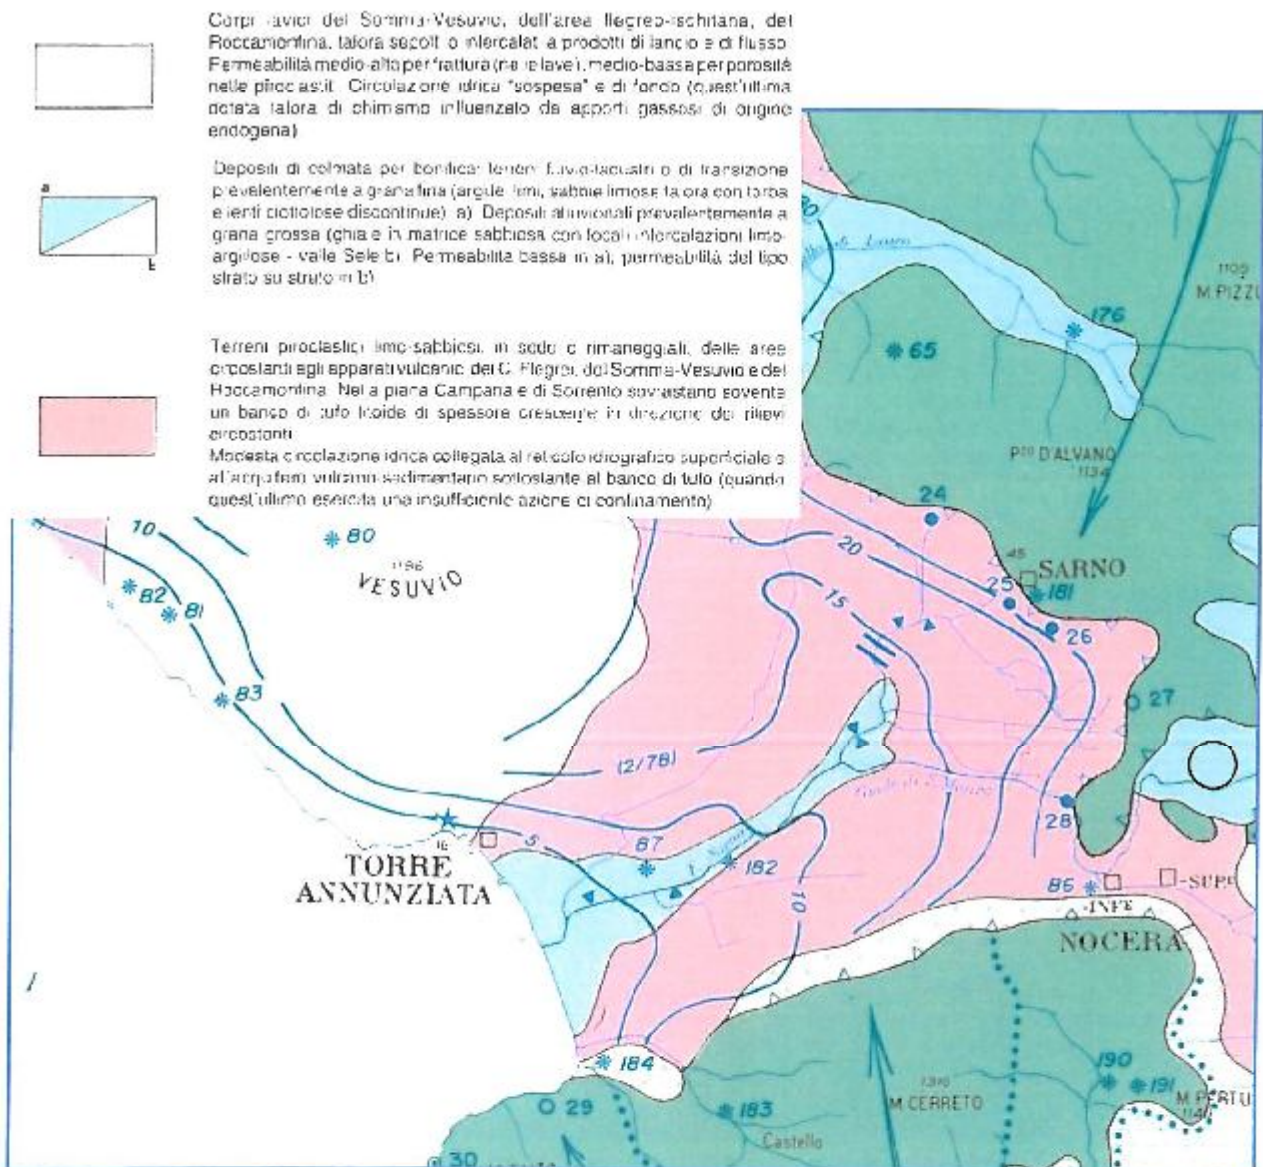 Corpi lavici del Somma-Vesuvio, dell'area flegreo-ischitana, del
Roccamonfina, talora sepolti o intercalati a prodotti di lancio e di flusso
Permeabilità medio-alta per frattura (nelle lave), medio-bassa per porosità
nelle piroclastiti. Circolazione idrica "sospesa" e di fondo (quest'ultima
dotata talora di chimismo influenzato da apporti gassosi di origine
endogena)
a
b
Depositi di colmata per bonifica; terreni fluvio-lacustri o di transizione
prevalentemente a grana fina (argille, limi, sabbie limose talora con torba
e lenti ciottolose discontinue) a) Depositi alluvionali prevalentemente a
grana grossa (ghiaie in matrice sabbiosa con locali intercalazioni limo-
argillose - valle Sele b) Permeabilità bassa in a); permeabilità del tipo
strato su strato in b)
Terreni piroclastici limo-sabbiosi, in sede o rimaneggiati, delle aree
circostanti agli apparati vulcanici dei C. Flegrei, del Somma-Vesuvio e del
Roccamonfina. Nella piana Campana e di Sorrento sovrastano sovente
un banco di tufo litoide di spessore crescente in direzione dei rilievi
circostanti
Modesta circolazione idrica collegata al reticolo idrografico superficiale e
all'acquifero vulcano-sedimentario sottostante al banco di tufo (quando
quest'ultimo esercita una insufficiente azione di confinamento)
1109
M. PIZZ
176
65
Pzo D'ALVANO
1134
24
10
80
VESUVIO
20
45
SARNO
181
25
26
15
82
81
83
27
(2/78)
28
5
87
182
TORRE
ANNUNZIATA
10
86
-SUP.
-INFE
NOCERA
184
190
191
M. CERRETO
29
183
Castello
30